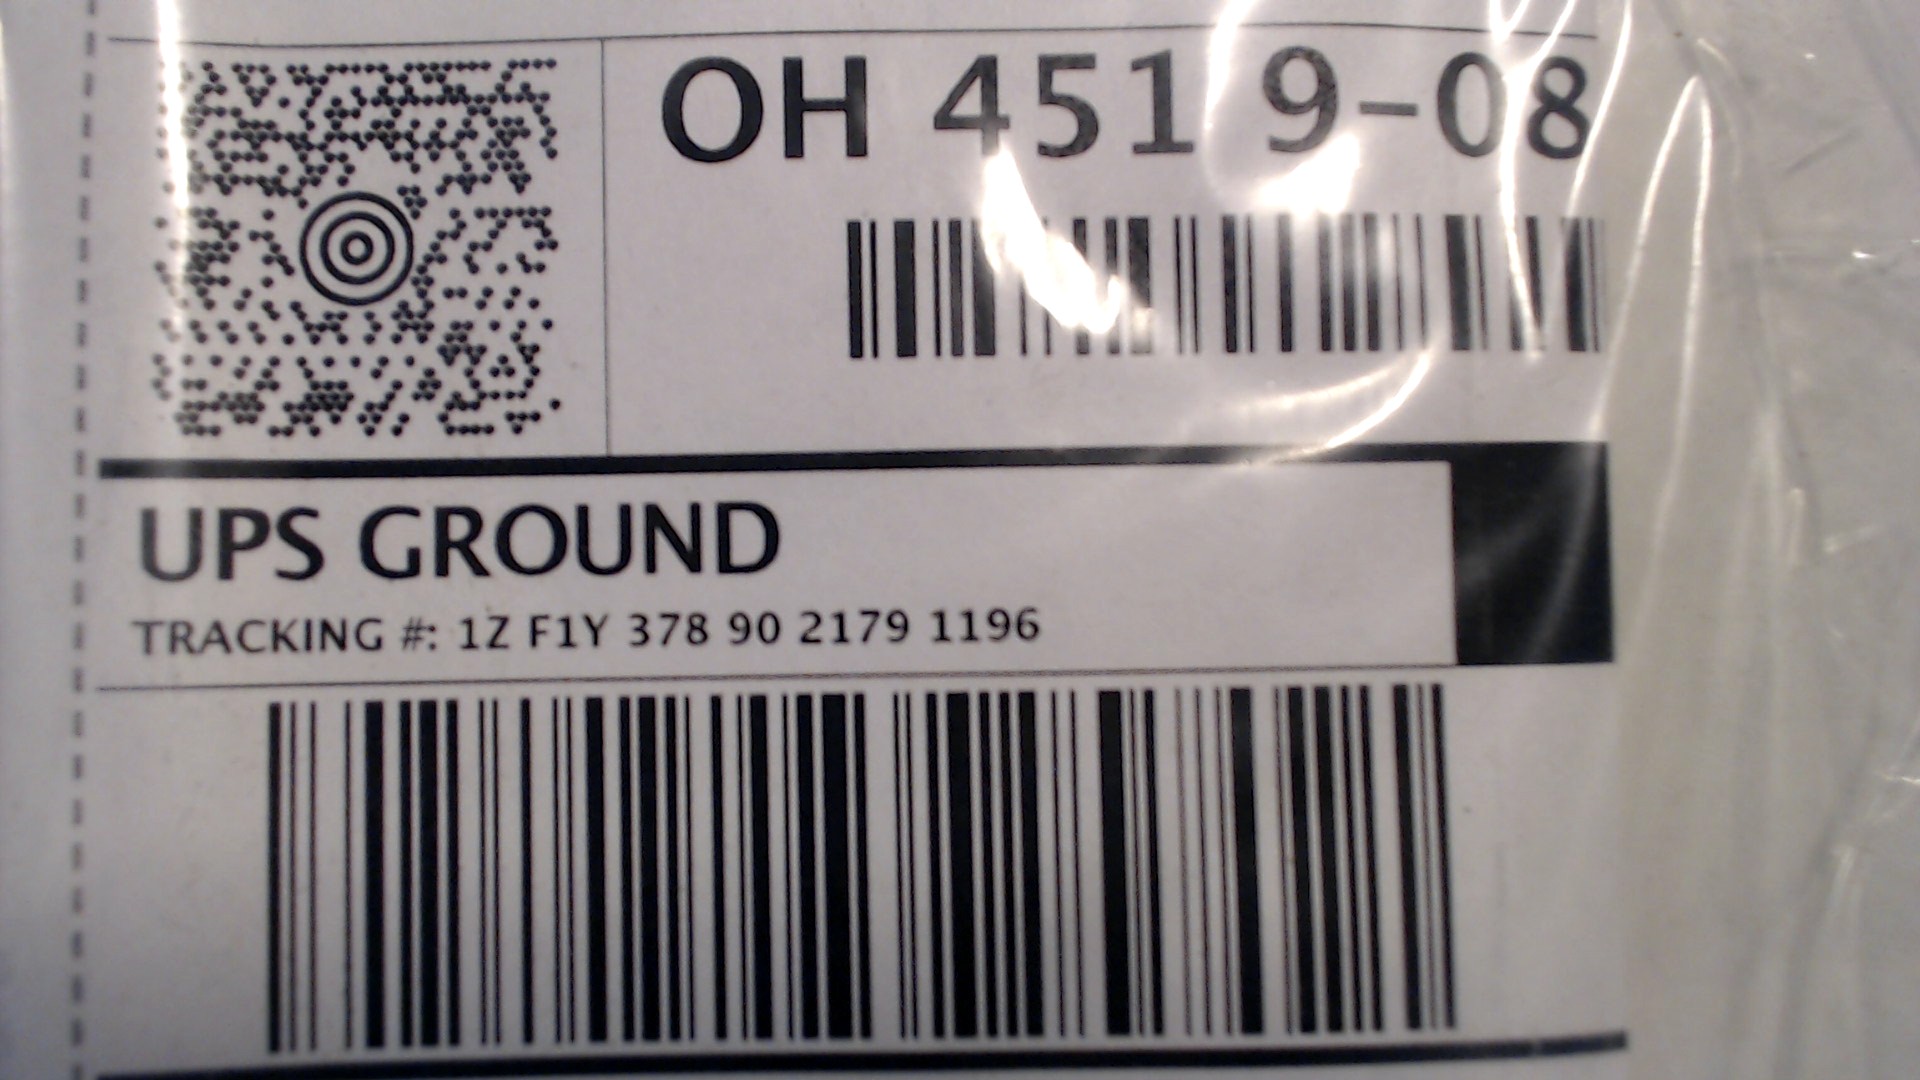 OH 451 9-08
UPS GROUND
TRACKING #: 1Z F1Y 378 90 2179 1196